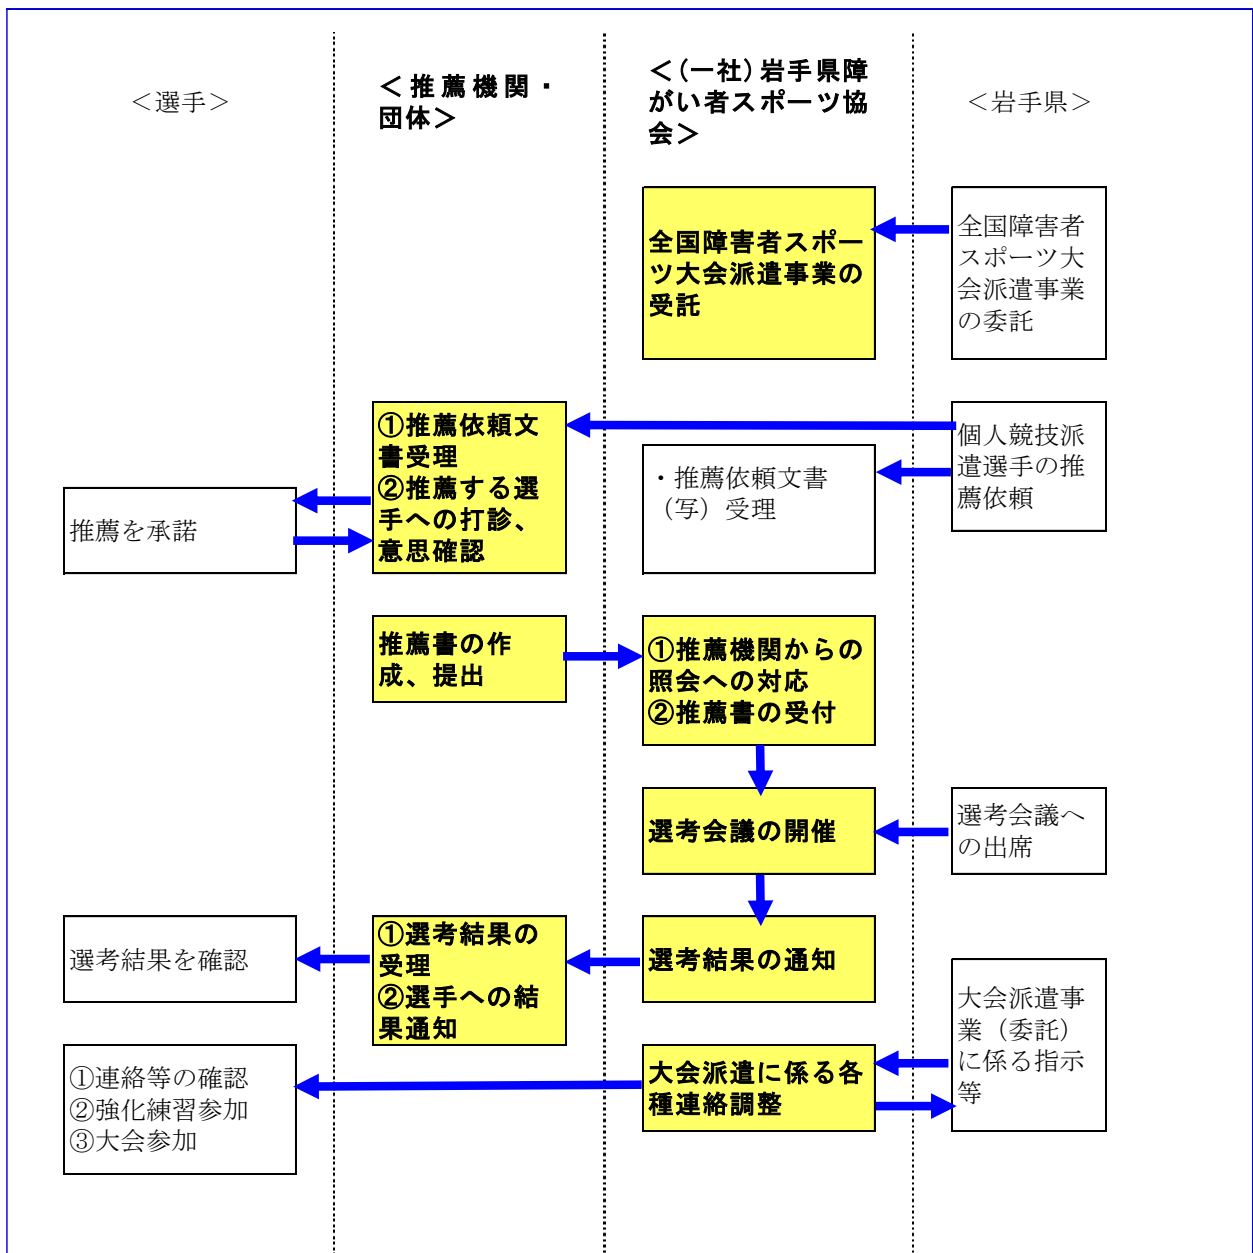 ＜選手＞
＜推薦機関・
団体＞
＜（一社）岩手県障
がい者スポーツ協
会＞
＜岩手県＞
全国障害者スポー
ツ大会派遣事業の
受託
全国障害者
スポーツ大
会派遣事業
の委託
①推薦依頼文
書受理
②推薦する選
手への打診、
意思確認
・推薦依頼文書
（写）受理
個人競技派
遣選手の推
薦依頼
推薦を承諾
推薦書の作
成、提出
①推薦機関からの
照会への対応
②推薦書の受付
選考会議の開催
選考会議へ
の出席
選考結果を確認
①選考結果の
受理
②選手への結
果通知
選考結果の通知
大会派遣事
業（委託）
に係る指示
等
①連絡等の確認
②強化練習参加
③大会参加
大会派遣に係る各
種連絡調整